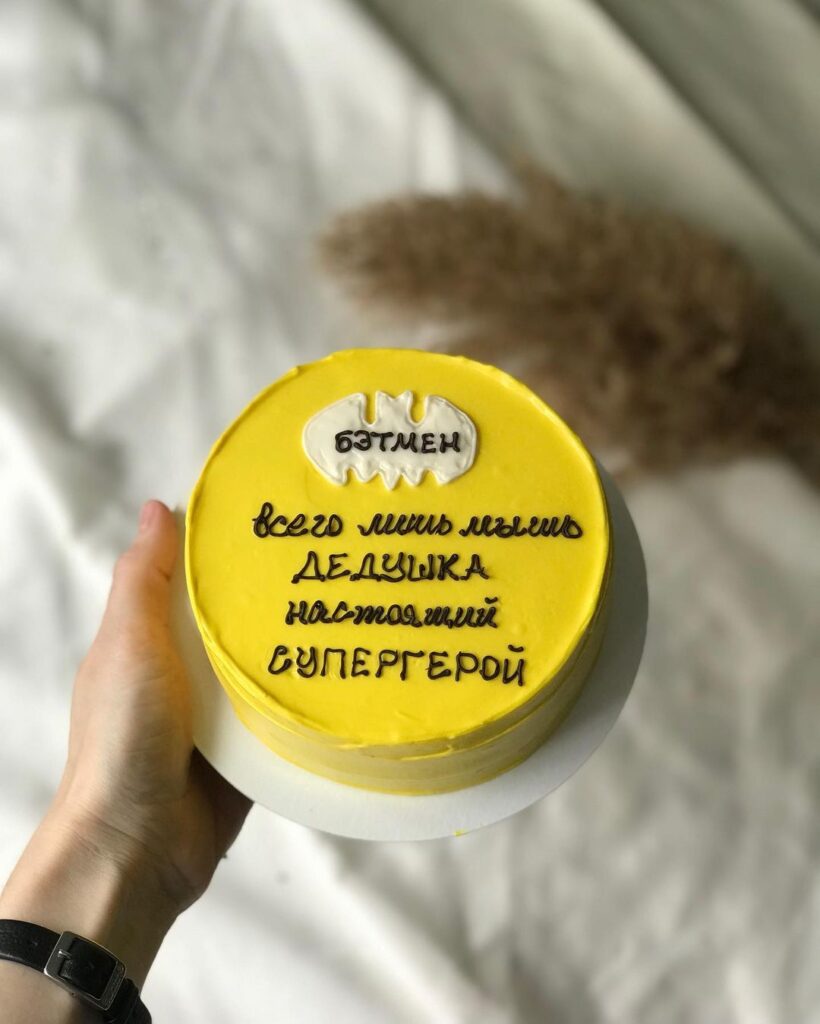 БЭТМЕН
всего лишь мышь
ДЕДУШКА
настоящий
СУПЕРГЕРОЙ